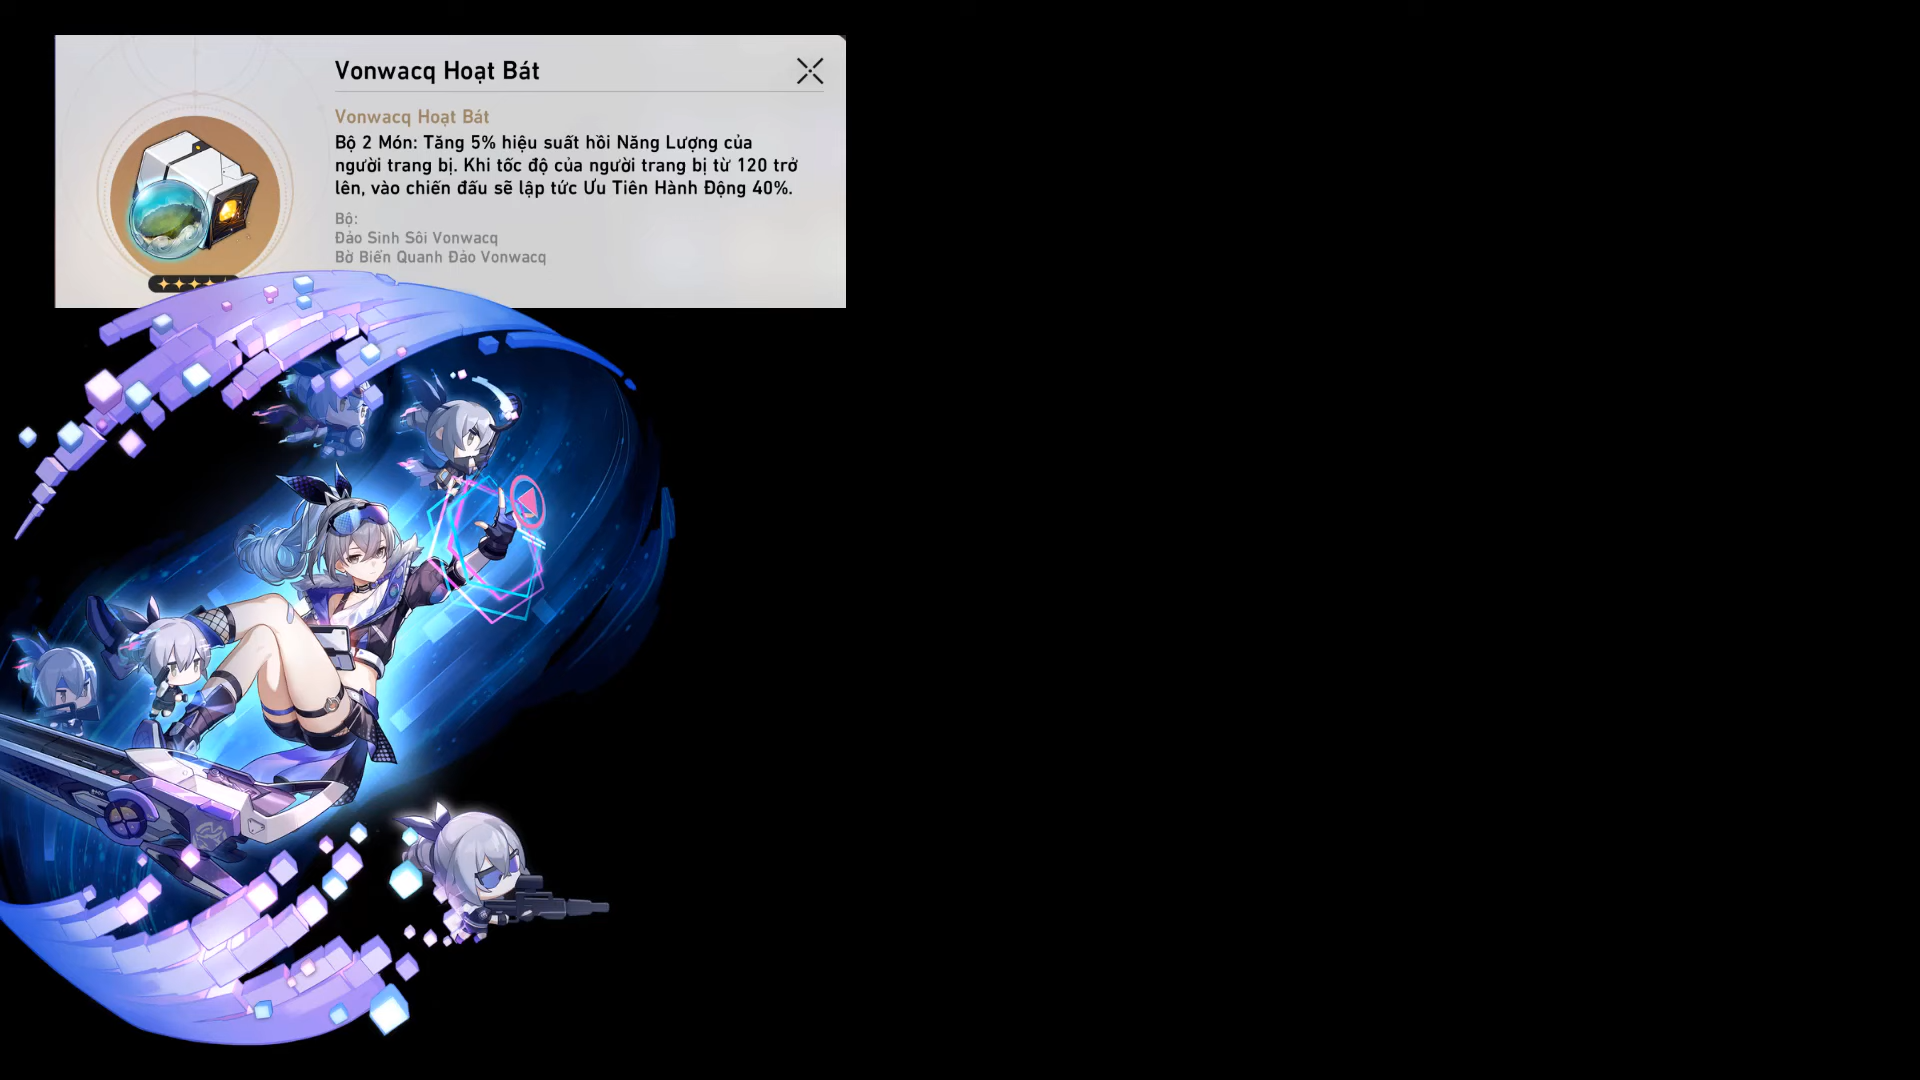 Vonwacq Hoạt Bát
Vonwacq Hoạt Bát
Bộ 2 Món: Tăng 5% hiệu suất hồi Năng Lượng của
người trang bị. Khi tốc độ của người trang bị từ 120 trở
lên, vào chiến đấu sẽ lập tức Ưu Tiên Hành Động 40%.
Bộ:
Đảo Sinh Sôi Vonwacq
Bờ Biển Quanh Đảo Vonwacq